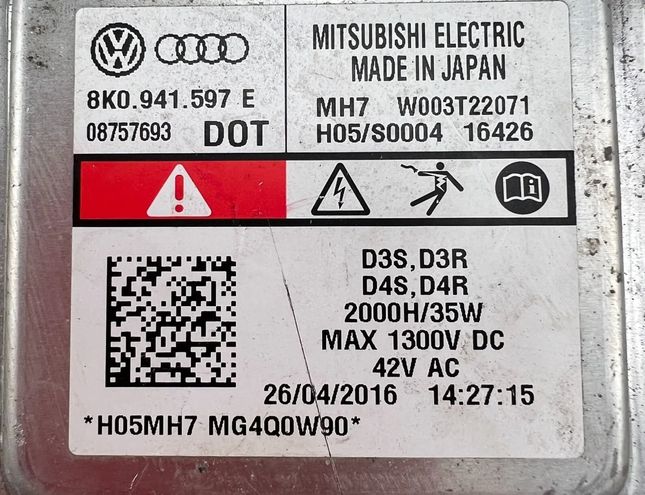 8K0.941.597 E
08757693 DOT
MITSUBISHI ELECTRIC
MADE IN JAPAN
MH7 W003T22071
H05/S0004 16426
D3S,D3R
D4S,D4R
2000H/35W
MAX 1300V DC
42V AC
26/04/2016 14:27:15
*H05MH7 MG4Q0W90*